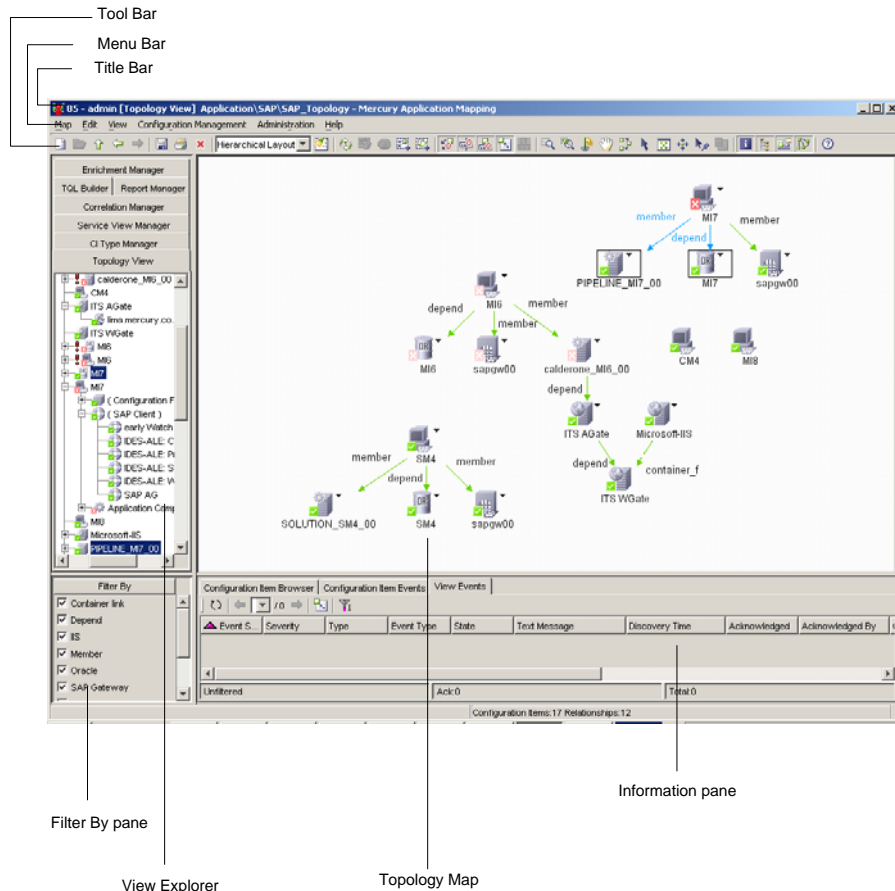 Tool Bar
Menu Bar
Title Bar
85 - admin [Topology View] Application\SAP\SAP_Topology - Mercury Application Mapping
Map Edit View Configuration Management Administration Help
Hierarchical Layout
Enrichment Manager
TQL Builder Report Manager
Correlation Manager
Service View Manager
CI Type Manager
Topology View
calderone_MI6_00
CM4
ITS AGate
lima.mercury.co.
ITS WGate
MI6
MI6
MI7
MI7
( Configuration F
( SAP Client )
early Watch
IDES-ALE: C
IDES-ALE: P
IDES-ALE: S
IDES-ALE: W
SAP AG
Application Comp
MI8
Microsoft-IIS
PIPELINE_MI7_00
MI7
member
depend
member
PIPELINE_MI7_00
MI7
sapgw00
MI6
depend
member
member
MI6
sapgw00
calderone_MI6_00
CM4
MI8
depend
ITS AGate
Microsoft-IIS
depend
container_f
ITS WGate
SM4
member
depend
member
SOLUTION_SM4_00
SM4
sapgw00
Filter By
Container link
Depend
IIS
Member
Oracle
SAP Gateway
Configuration Item Browser Configuration Item Events View Events
/0
Event S... Severity Type Event Type State Text Message Discovery Time Acknowledged Acknowledged By
Unfiltered Ack:0 Total:0
Configuration Items:17 Relationships:12
Information pane
Filter By pane
View Explorer
Topology Map